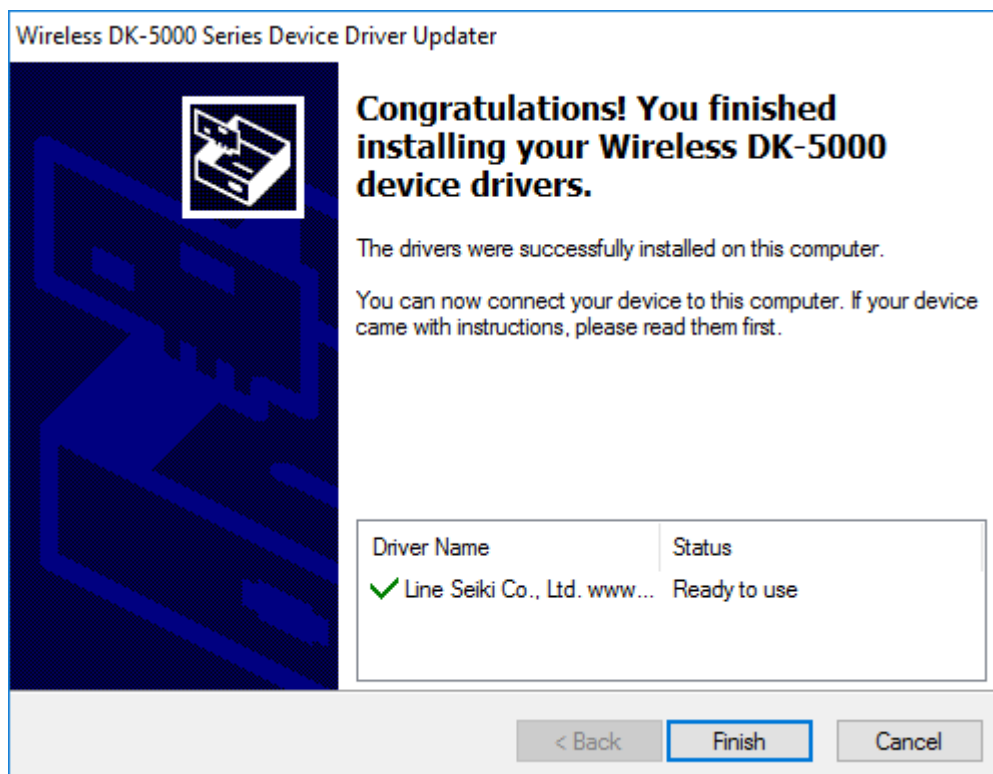 Wireless DK-5000 Series Device Driver Updater
Congratulations! You finished
installing your Wireless DK-5000
device drivers.
The drivers were successfully installed on this computer.
You can now connect your device to this computer. If your device
came with instructions, please read them first.
Driver Name Status
Line Seiki Co., Ltd. www... Ready to use
< Back Finish Cancel